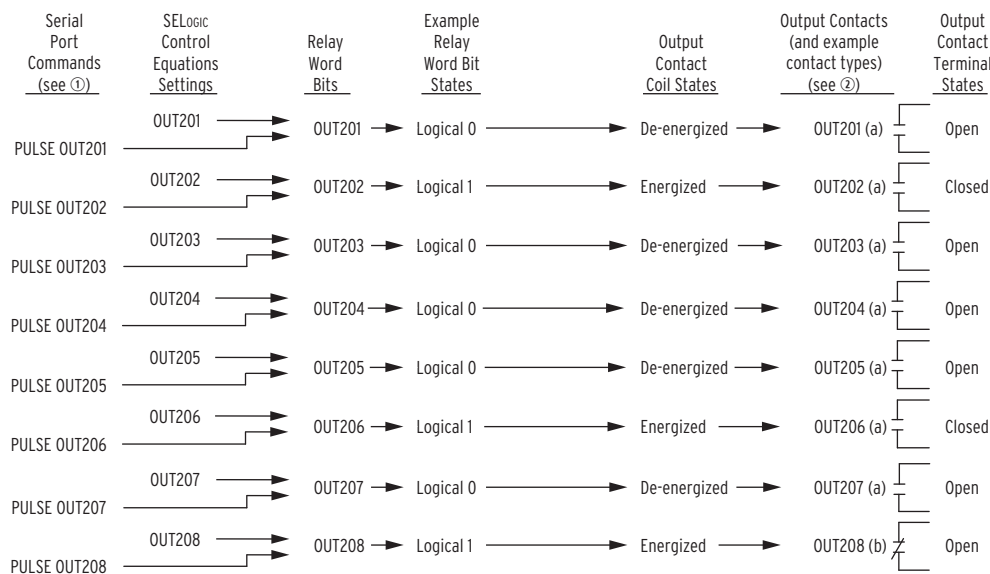 Serial Port Commands (see ①)
SELOGIC Control Equations Settings
Relay Word Bits
Example Relay Word Bit States
Output Contact Coil States
Output Contacts (and example contact types) (see ②)
Output Contact Terminal States
OUT201 OUT201 Logical 0 De-energized OUT201 (a) Open
PULSE OUT201
OUT202 OUT202 Logical 1 Energized OUT202 (a) Closed
PULSE OUT202
OUT203 OUT203 Logical 0 De-energized OUT203 (a) Open
PULSE OUT203
OUT204 OUT204 Logical 0 De-energized OUT204 (a) Open
PULSE OUT204
OUT205 OUT205 Logical 0 De-energized OUT205 (a) Open
PULSE OUT205
OUT206 OUT206 Logical 1 Energized OUT206 (a) Closed
PULSE OUT206
OUT207 OUT207 Logical 0 De-energized OUT207 (a) Open
PULSE OUT207
OUT208 OUT208 Logical 1 Energized OUT208 (b) Open
PULSE OUT208